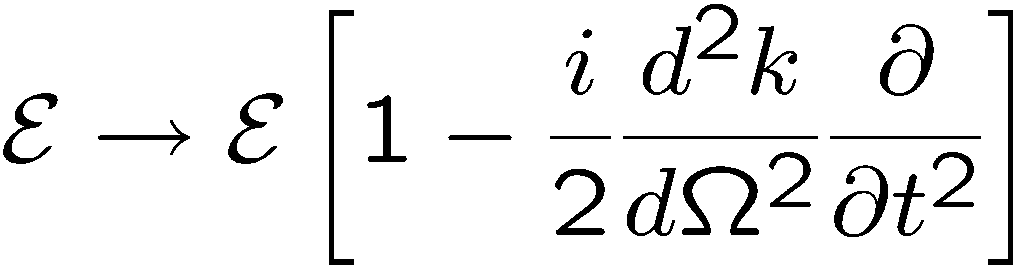 ℰ → ℰ [1 − i/2 d²k/dΩ² ∂/∂t²]